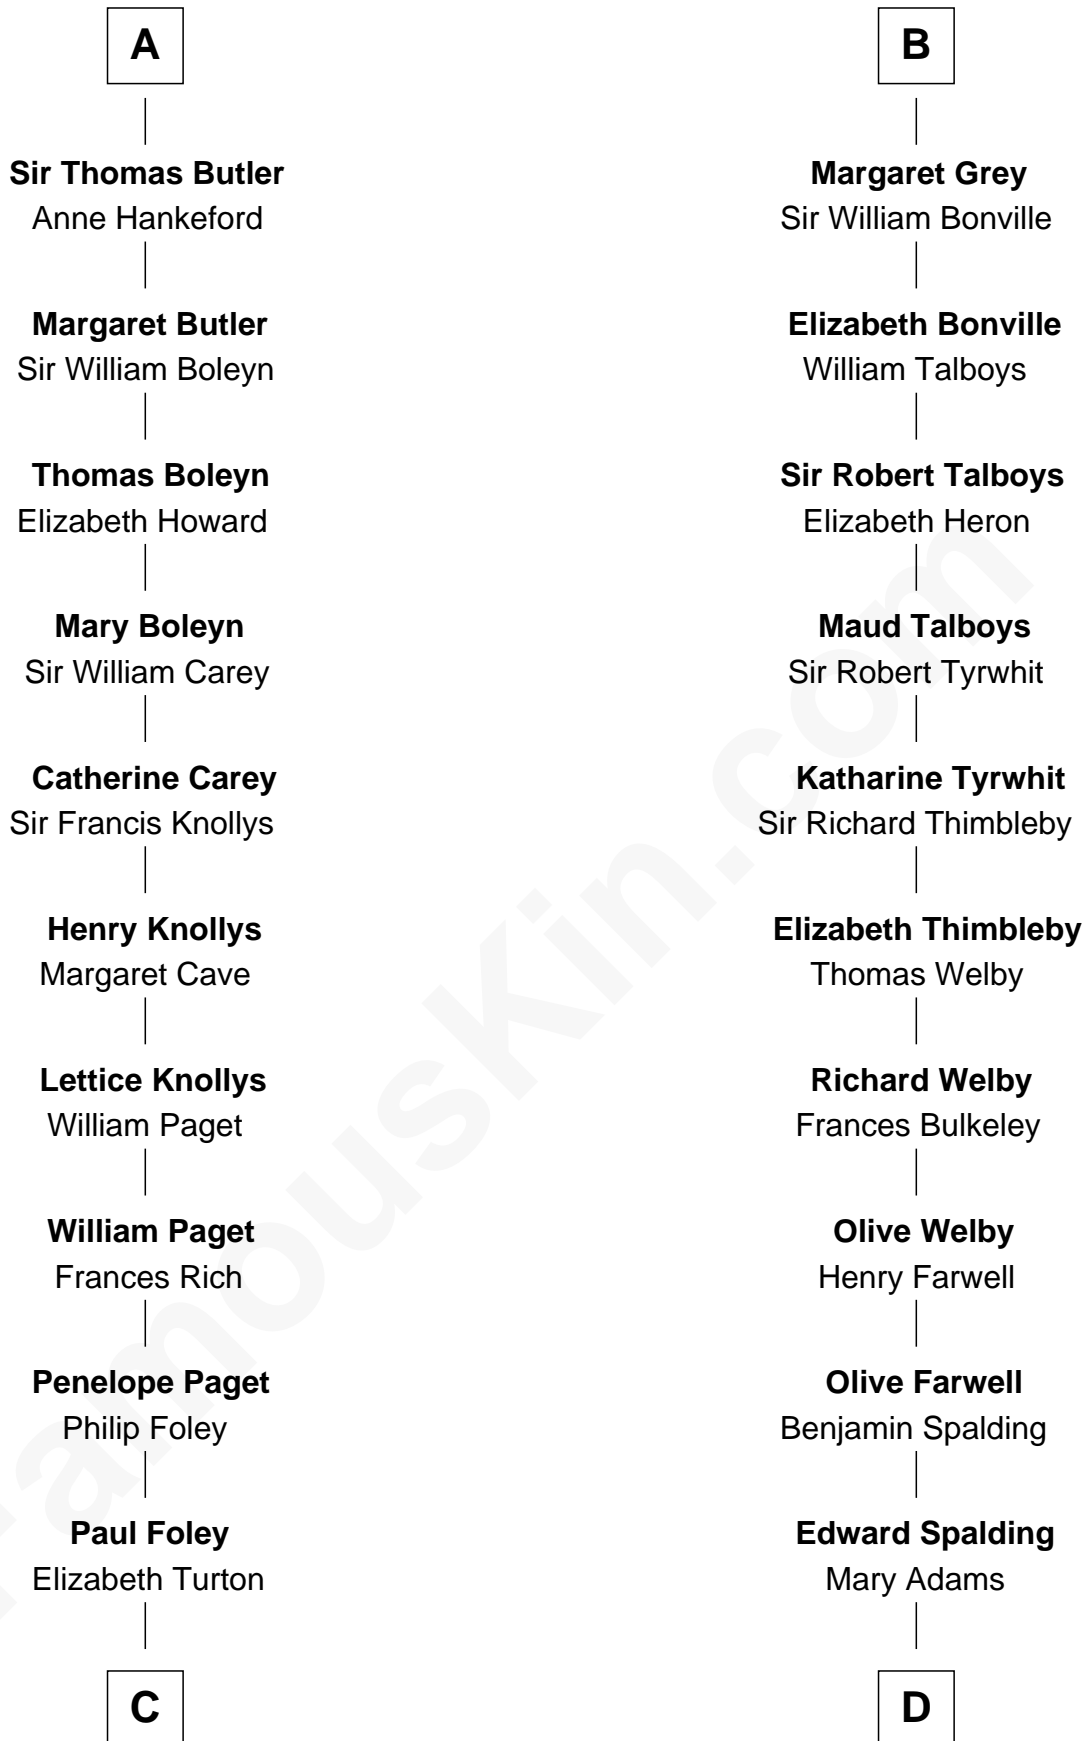 A
Sir Thomas Butler
Anne Hankeford
Margaret Butler
Sir William Boleyn
Thomas Boleyn
Elizabeth Howard
Mary Boleyn
Sir William Carey
Catherine Carey
Sir Francis Knollys
Henry Knollys
Margaret Cave
Lettice Knollys
William Paget
William Paget
Frances Rich
Penelope Paget
Philip Foley
Paul Foley
Elizabeth Turton
C
B
Margaret Grey
Sir William Bonville
Elizabeth Bonville
William Talboys
Sir Robert Talboys
Elizabeth Heron
Maud Talboys
Sir Robert Tyrwhit
Katharine Tyrwhit
Sir Richard Thimbleby
Elizabeth Thimbleby
Thomas Welby
Richard Welby
Frances Bulkeley
Olive Welby
Henry Farwell
Olive Farwell
Benjamin Spalding
Edward Spalding
Mary Adams
D
FamousKin.com